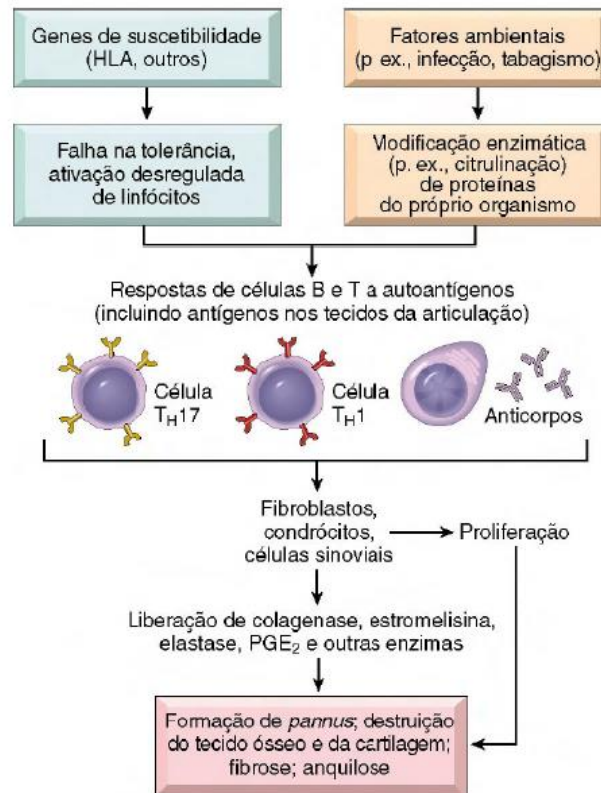 Genes de suscetibilidade
(HLA, outros)
Fatores ambientais
(p ex., infecção, tabagismo)
Falha na tolerância,
ativação desregulada
de linfócitos
Modificação enzimática
(p. ex., citrulinação)
de proteínas
do próprio organismo
Respostas de células B e T a autoantígenos
(incluindo antígenos nos tecidos da articulação)
Célula
TH17
Célula
TH1
Anticorpos
Fibroblastos,
condrócitos,
células sinoviais
Proliferação
Liberação de colagenase, estromelisina,
elastase, PGE2 e outras enzimas
Formação de pannus; destruição
do tecido ósseo e da cartilagem;
fibrose; anquilose